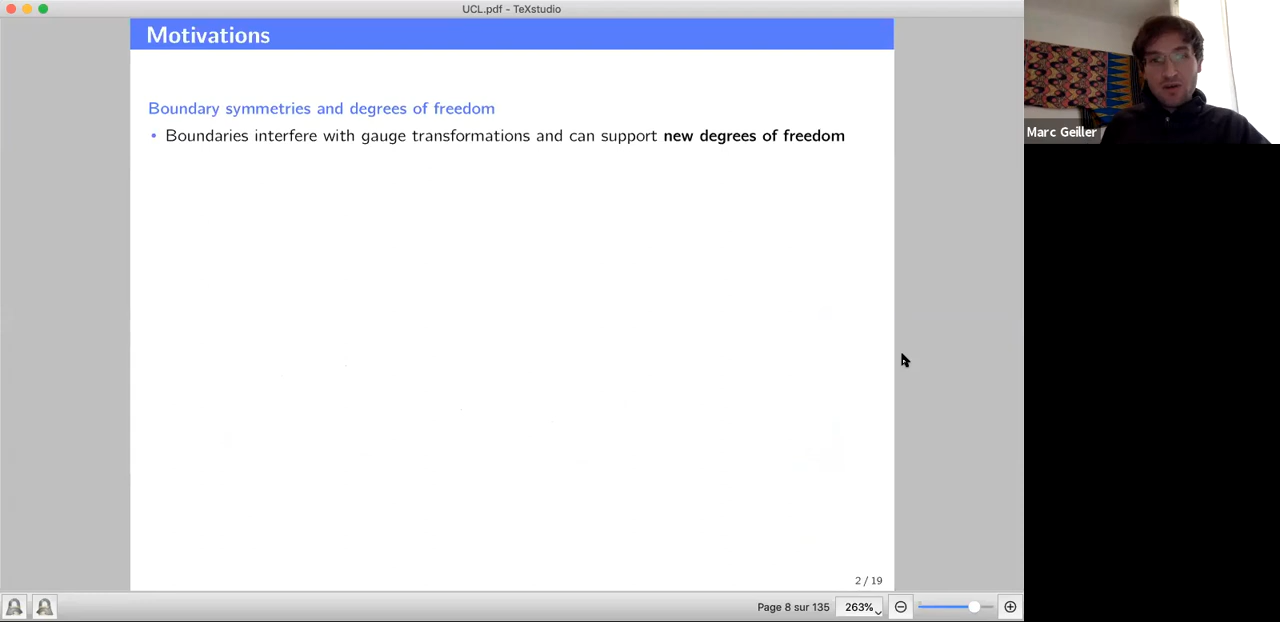 UCL.pdf - TeXstudio
Motivations
Boundary symmetries and degrees of freedom
• Boundaries interfere with gauge transformations and can support new degrees of freedom
Marc Geiller
2 / 19
Page 8 sur 135
263%